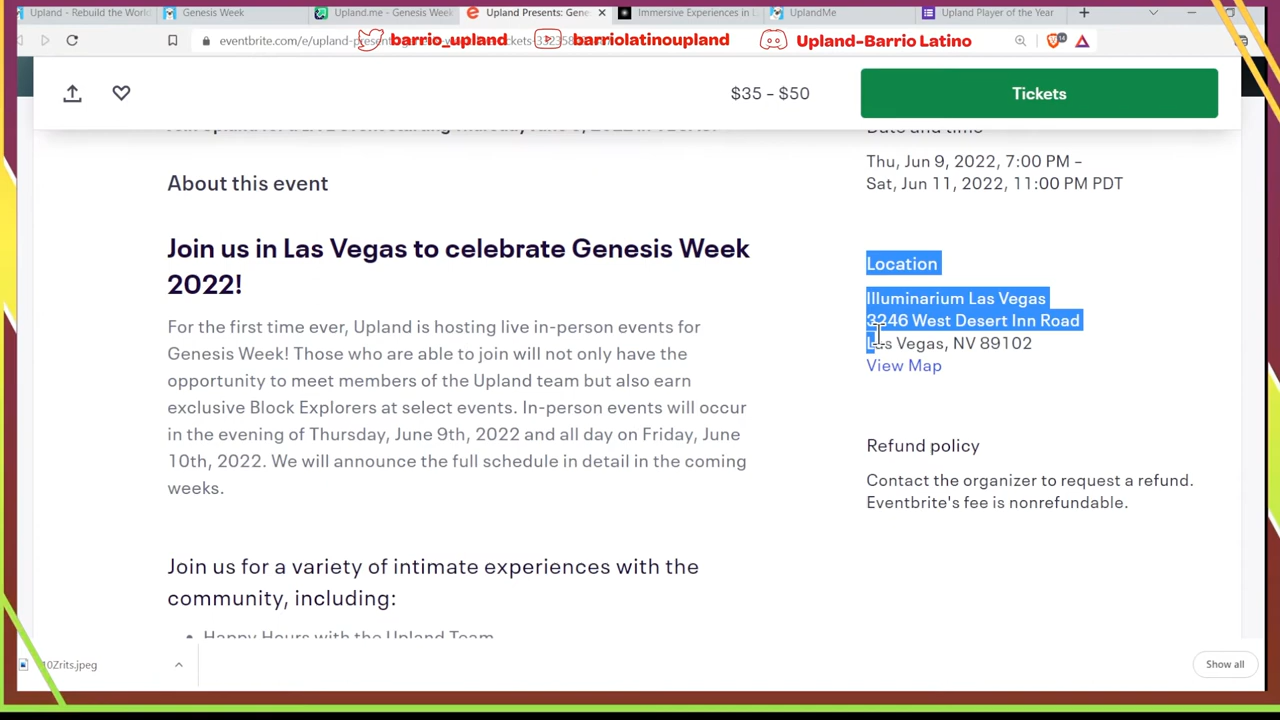 Upland - Rebuild the World
Genesis Week
Upland.me - Genesis Week
Upland Presents: Gene
Immersive Experiences in L
UplandMe
Upland Player of the Year
eventbrite.com/e/upland-present
barrio_upland
barriolatinoupland
Upland-Barrio Latino
$35 – $50
Tickets
About this event
Join us in Las Vegas to celebrate Genesis Week
2022!
For the first time ever, Upland is hosting live in-person events for
Genesis Week! Those who are able to join will not only have the
opportunity to meet members of the Upland team but also earn
exclusive Block Explorers at select events. In-person events will occur
in the evening of Thursday, June 9th, 2022 and all day on Friday, June
10th, 2022. We will announce the full schedule in detail in the coming
weeks.
Join us for a variety of intimate experiences with the
community, including:
• Happy Hours with the Upland Team
Date and time
Thu, Jun 9, 2022, 7:00 PM –
Sat, Jun 11, 2022, 11:00 PM PDT
Location
Illuminarium Las Vegas
3246 West Desert Inn Road
Las Vegas, NV 89102
View Map
Refund policy
Contact the organizer to request a refund.
Eventbrite's fee is nonrefundable.
10Zrits.jpeg
Show all